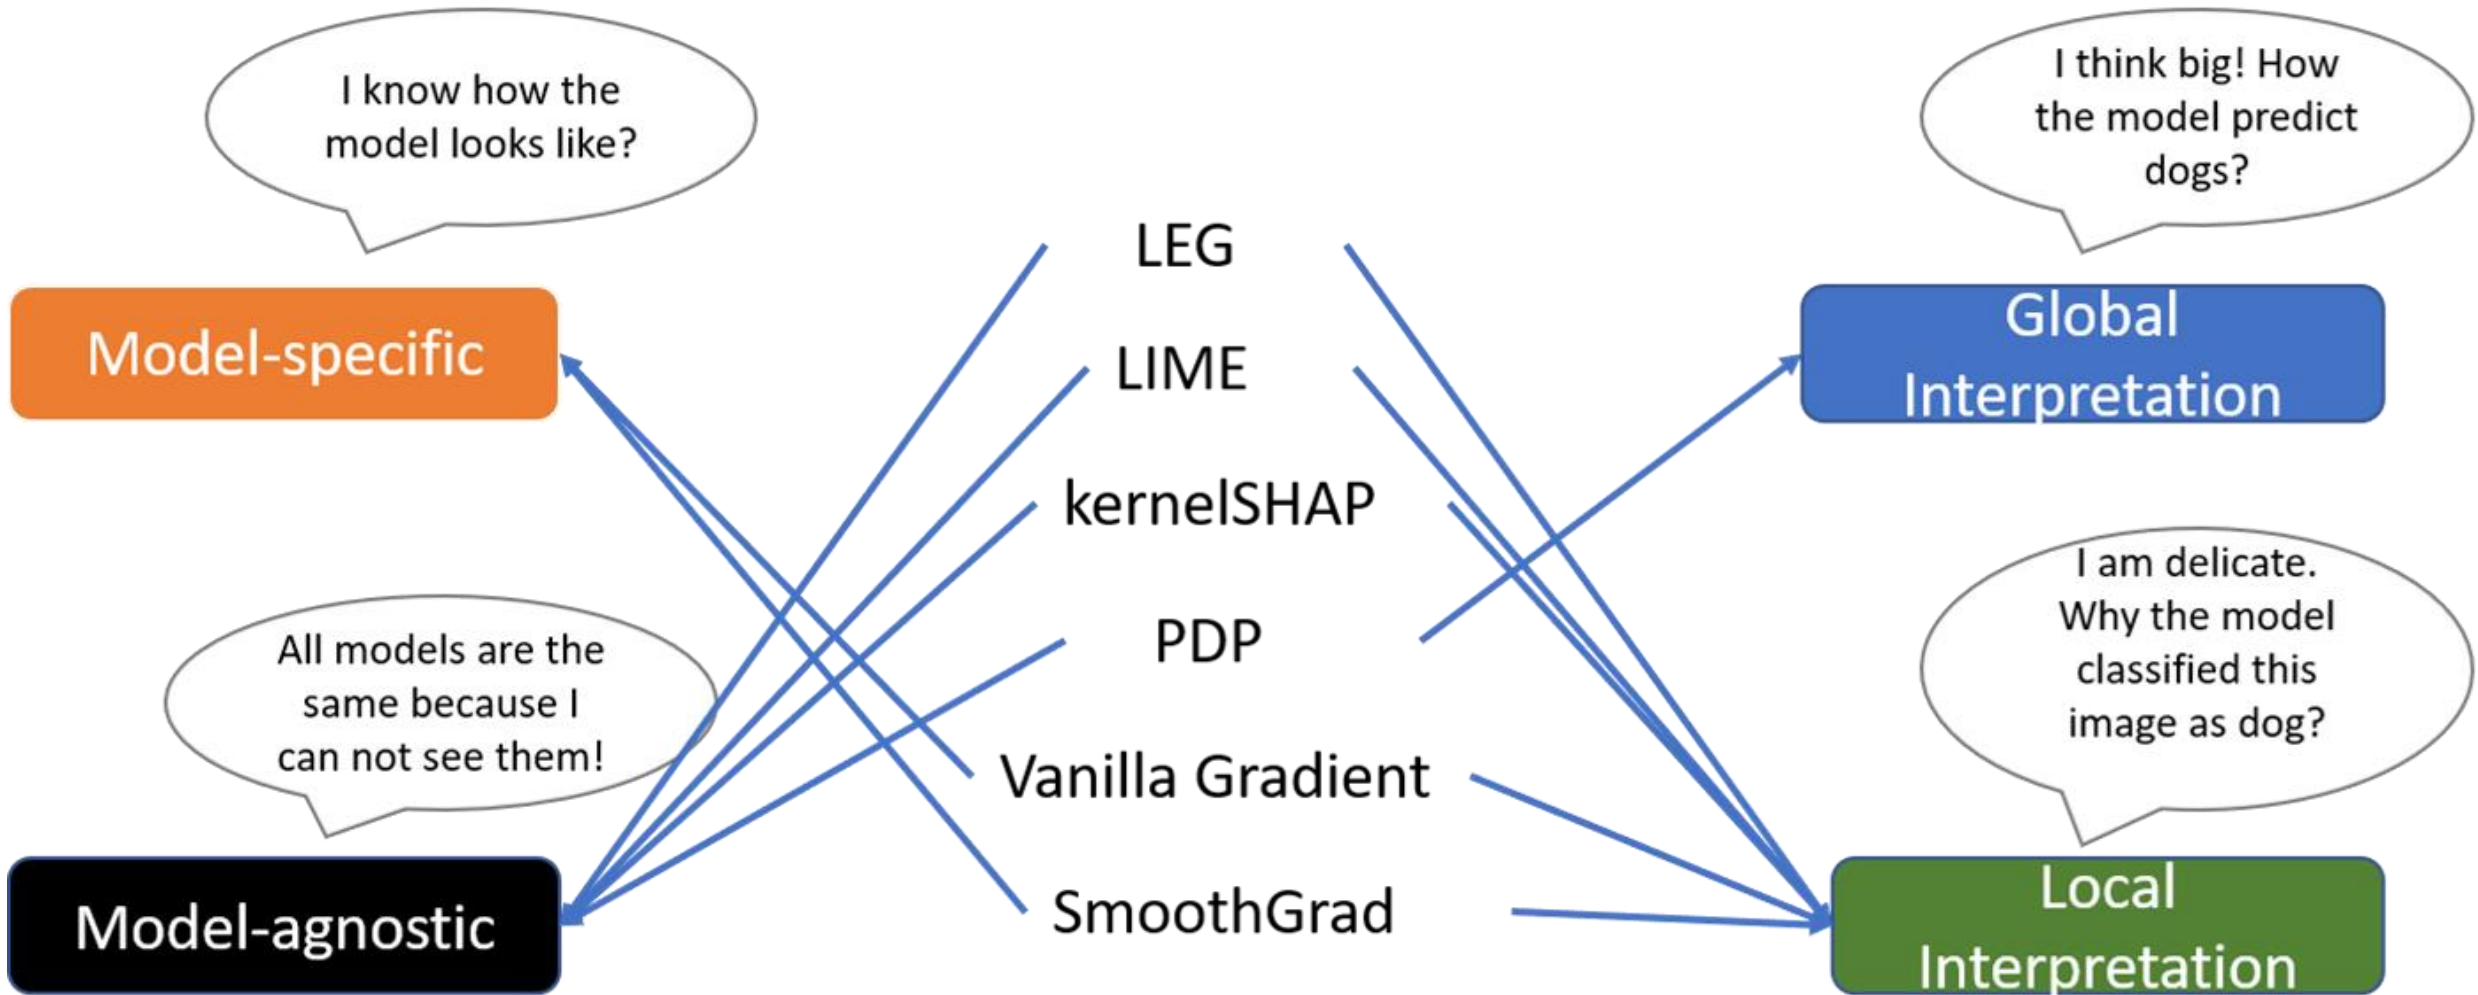 I know how the
model looks like?
Model-specific
All models are the
same because I
can not see them!
Model-agnostic
LEG
LIME
kernelSHAP
PDP
Vanilla Gradient
SmoothGrad
I think big! How
the model predict
dogs?
Global
Interpretation
I am delicate.
Why the model
classified this
image as dog?
Local
Interpretation